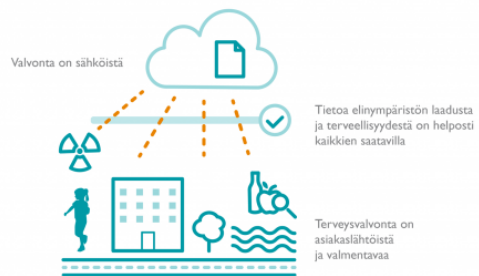 Valvonta on sähköistä
Tietoa elinympäristön laadusta
ja terveellisyydestä on helposti
kaikkien saatavilla
Terveysvalvonta on
asiakaslähtöistä
ja valmentavaa